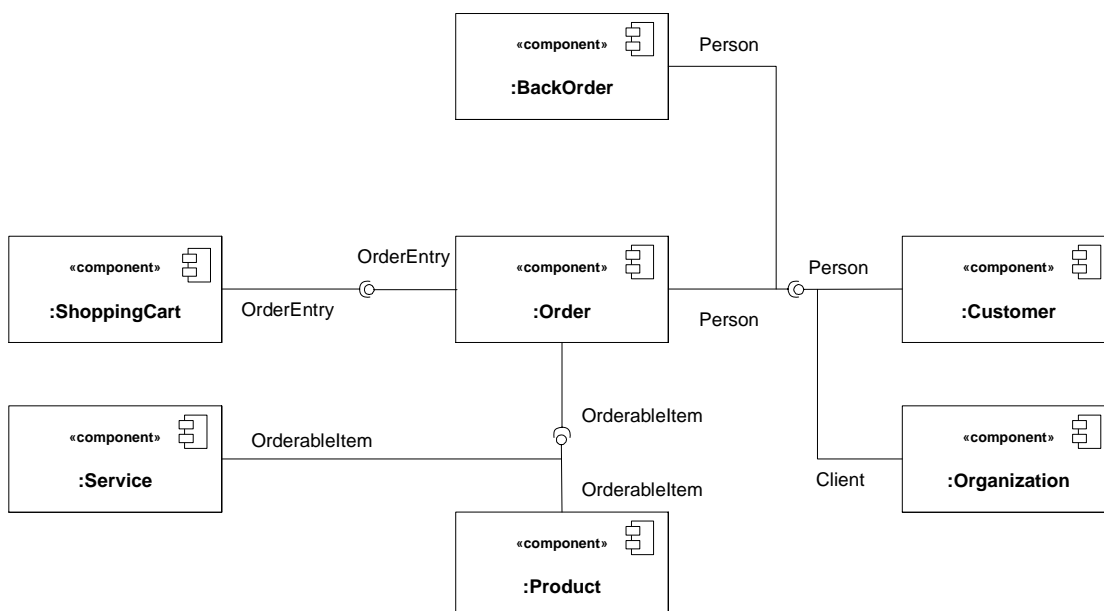 «component»
:BackOrder
Person
«component»
:ShoppingCart
OrderEntry
OrderEntry
«component»
:Order
Person
Person
«component»
:Customer
«component»
:Service
OrderableItem
OrderableItem
OrderableItem
«component»
:Product
Client
«component»
:Organization